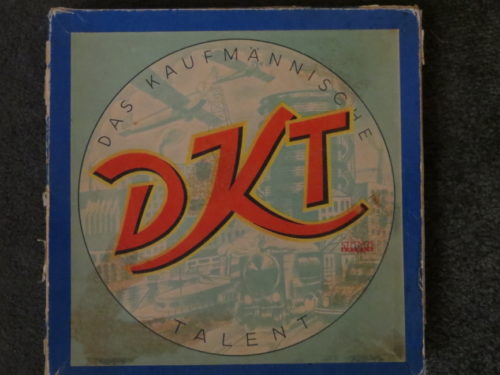 DAS KAUFMÄNNISCHE
DKT
TALENT